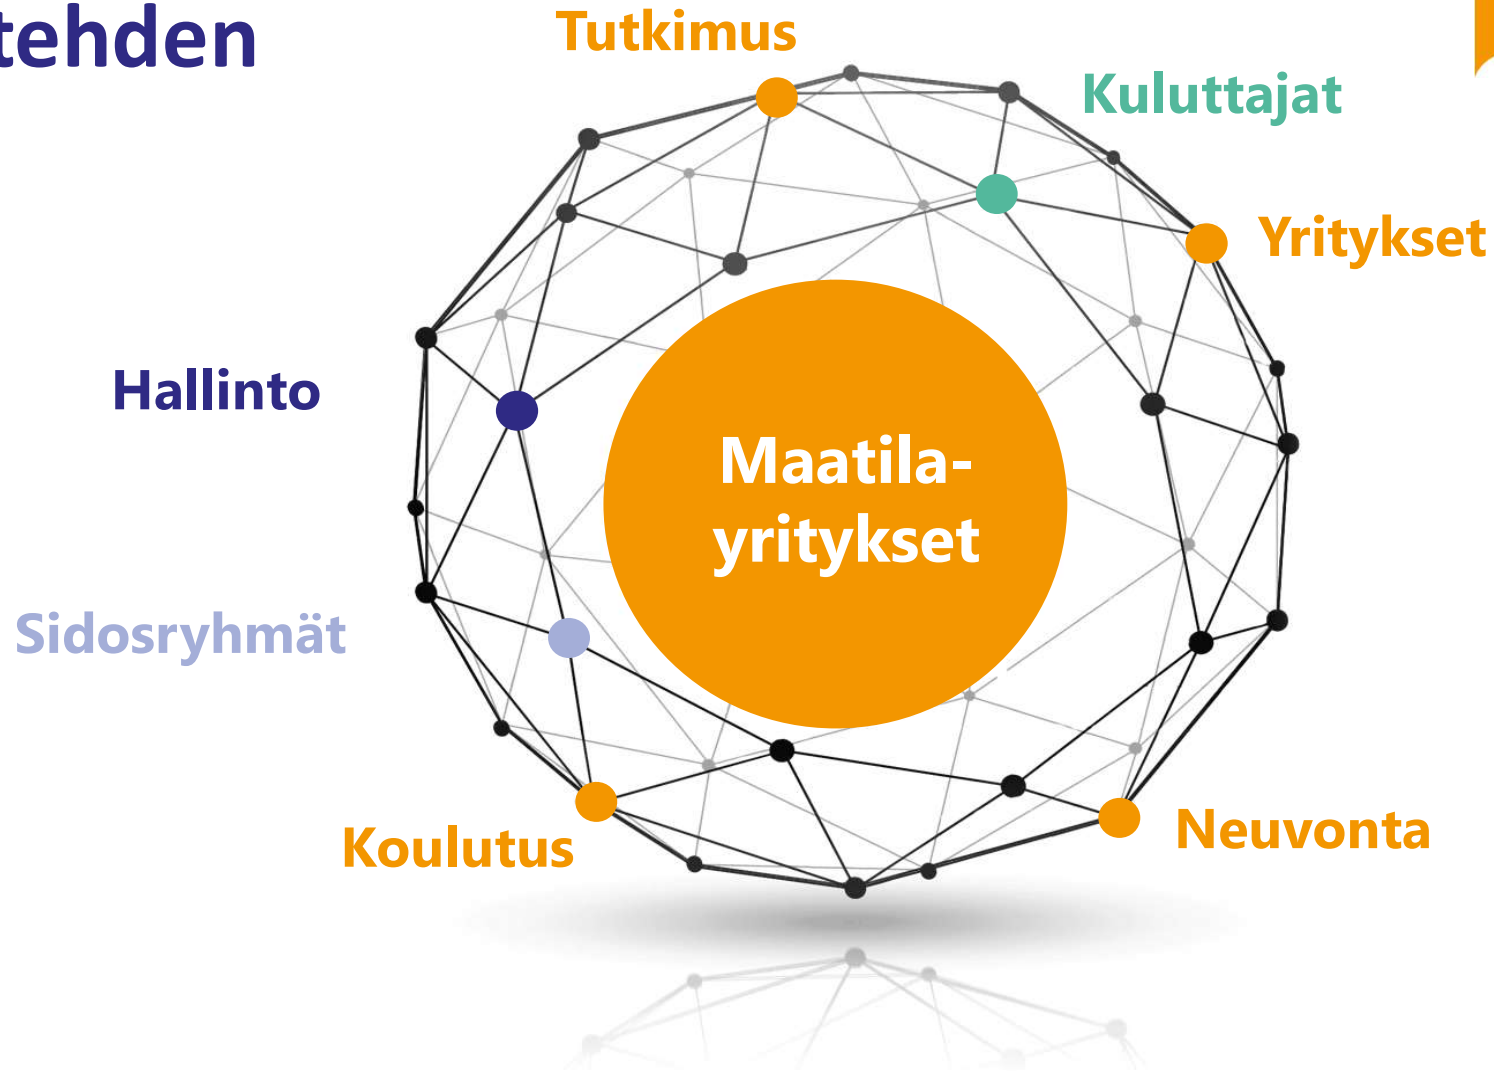 tehden
Tutkimus
Kuluttajat
Yritykset
Hallinto
Maatila-
yritykset
Sidosryhmät
Koulutus
Neuvonta